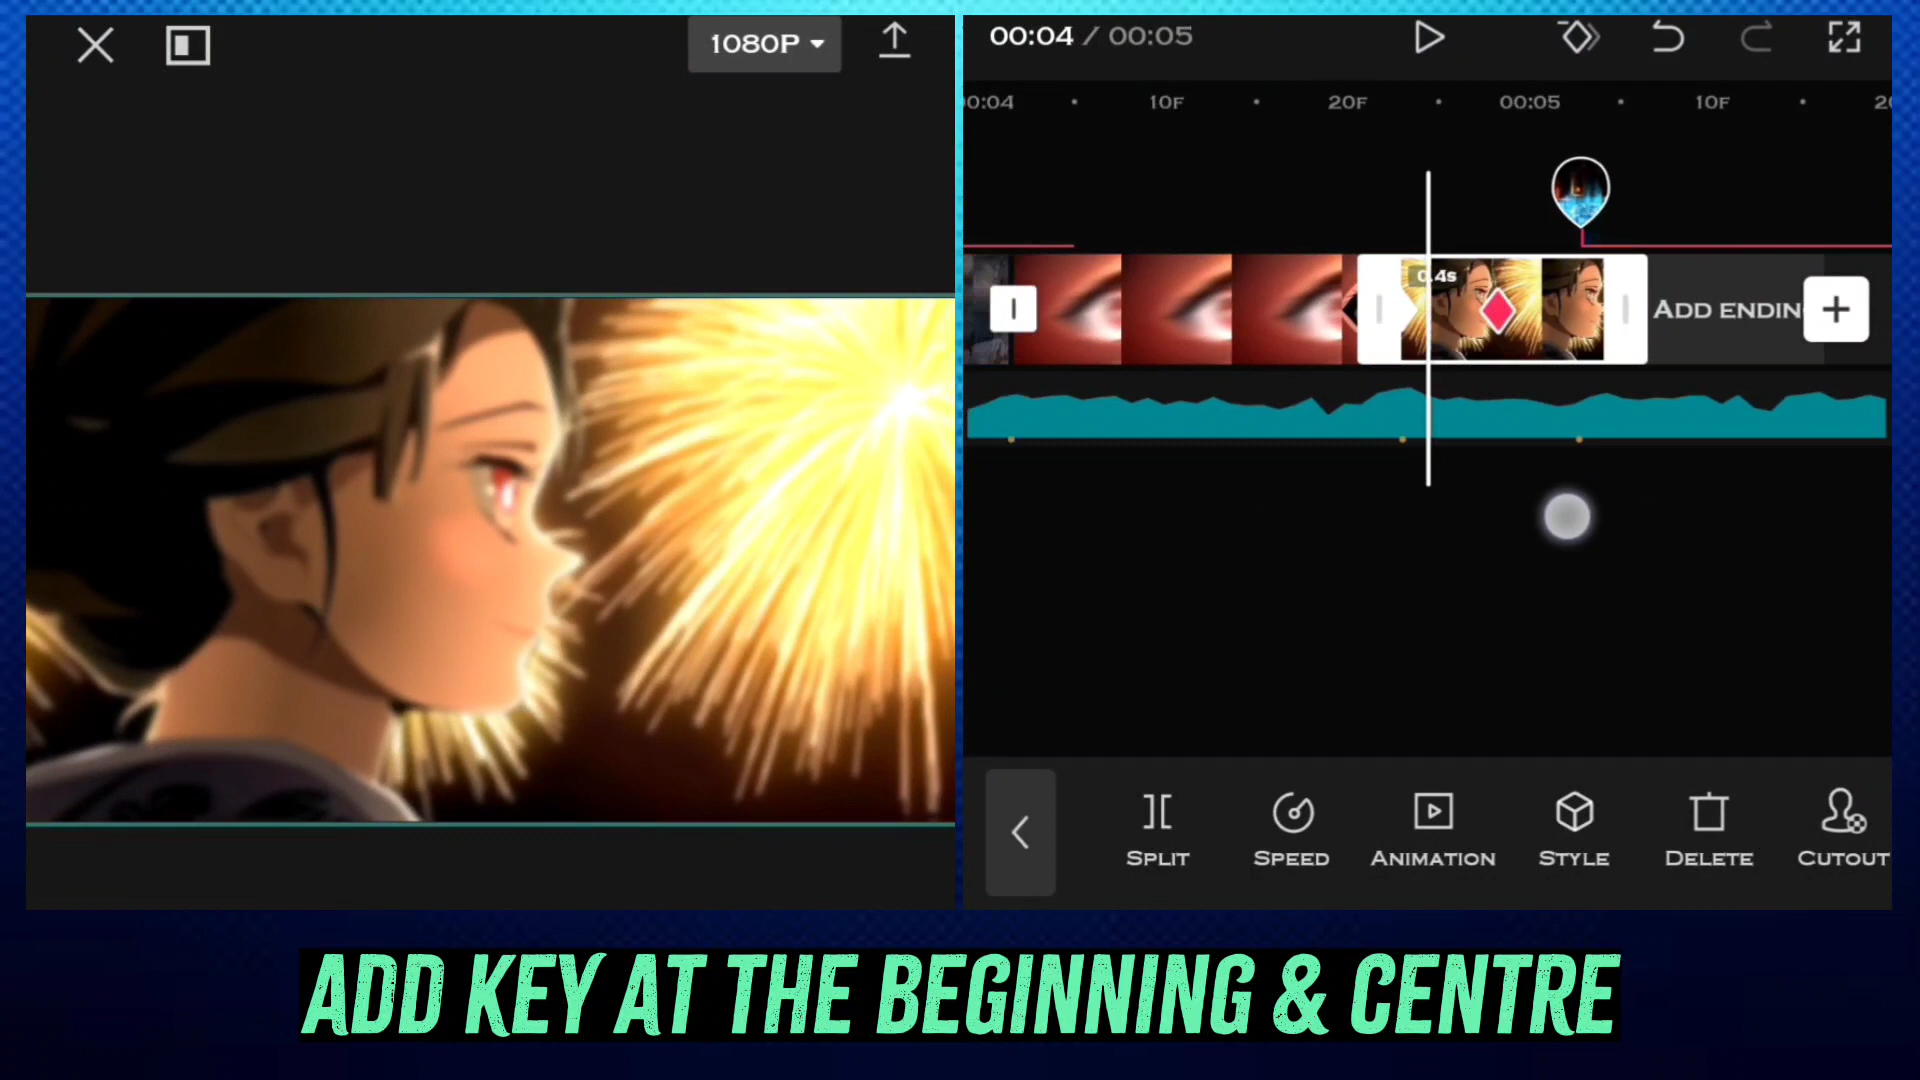 1080P
00:04 / 00:05
0:04 10F 20F 00:05 10F
0.4s
ADD ENDIN
SPLIT SPEED ANIMATION STYLE DELETE CUTOUT
ADD KEY AT THE BEGINNING & CENTRE